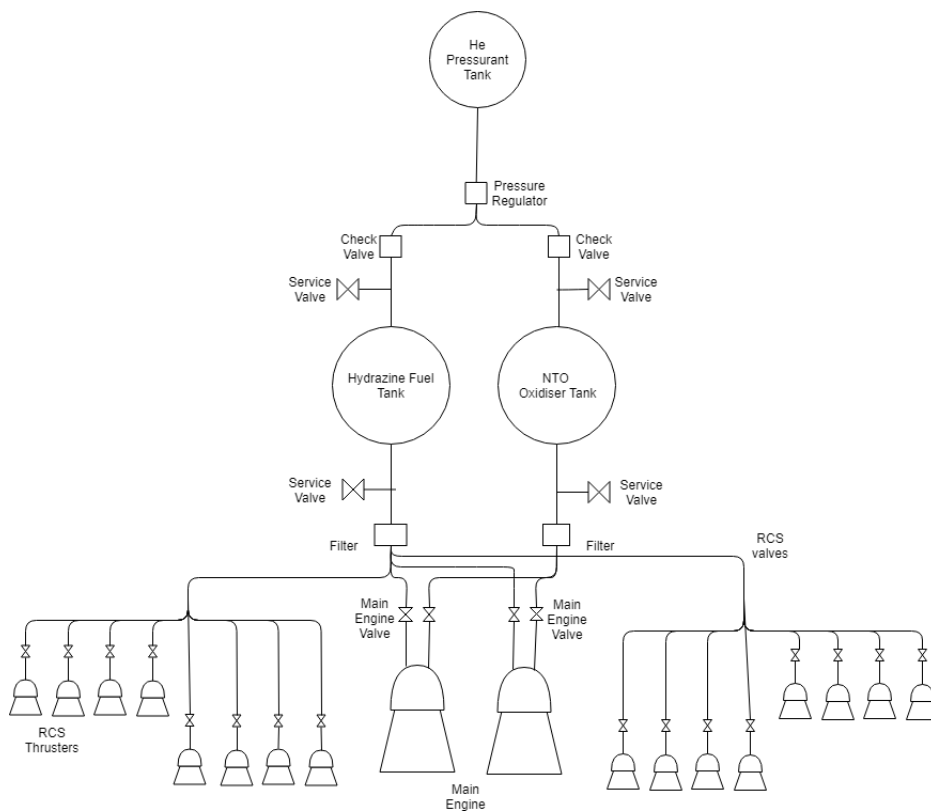 He
Pressurant
Tank
Pressure
Regulator
Check
Valve
Check
Valve
Service
Valve
Service
Valve
Hydrazine Fuel
Tank
NTO
Oxidiser Tank
Service
Valve
Service
Valve
Filter
Filter
RCS
valves
Main
Engine
Valve
Main
Engine
Valve
RCS
Thrusters
Main
Engine